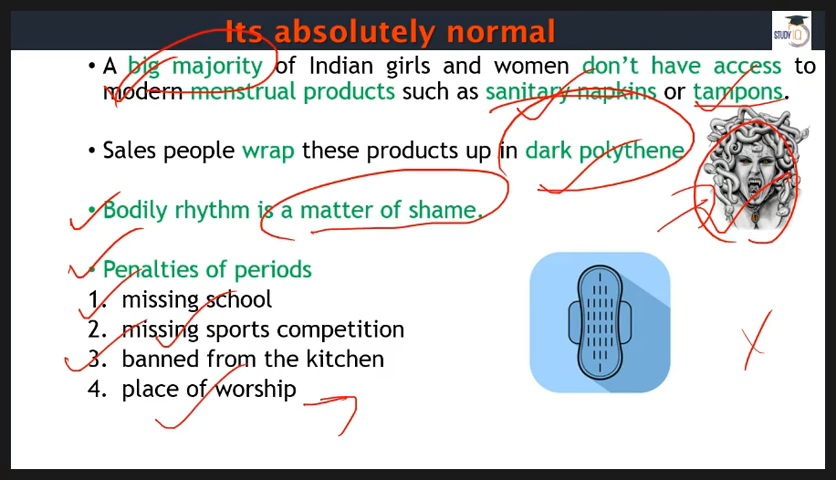 Its absolutely normal
STUDY IQ
• A big majority of Indian girls and women don't have access to
modern menstrual products such as sanitary napkins or tampons.
• Sales people wrap these products up in dark polythene
• Bodily rhythm is a matter of shame.
• Penalties of periods
1. missing school
2. missing sports competition
3. banned from the kitchen
4. place of worship